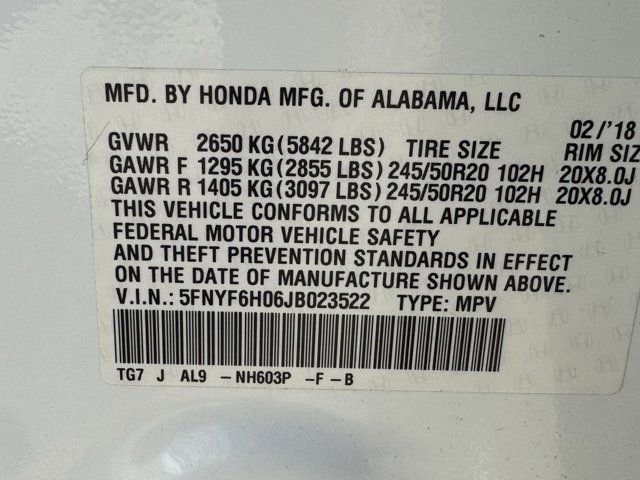 MFD. BY HONDA MFG. OF ALABAMA, LLC
02/'18
GVWR 2650 KG(5842 LBS) TIRE SIZE RIM SIZ
GAWR F 1295 KG(2855 LBS) 245/50R20 102H 20X8.0J
GAWR R 1405 KG(3097 LBS) 245/50R20 102H 20X8.0J
THIS VEHICLE CONFORMS TO ALL APPLICABLE
FEDERAL MOTOR VEHICLE SAFETY
AND THEFT PREVENTION STANDARDS IN EFFECT
ON THE DATE OF MANUFACTURE SHOWN ABOVE.
V.I.N.: 5FNYF6H06JB023522 TYPE: MPV
TG7 J AL9 -NH603P -F-B